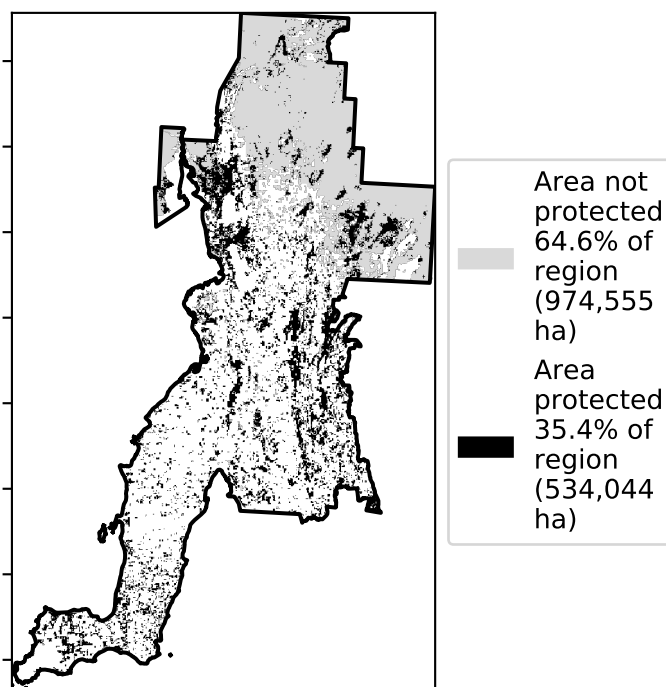 Area not
protected
64.6% of
region
(974,555
ha)
Area
protected
35.4% of
region
(534,044
ha)